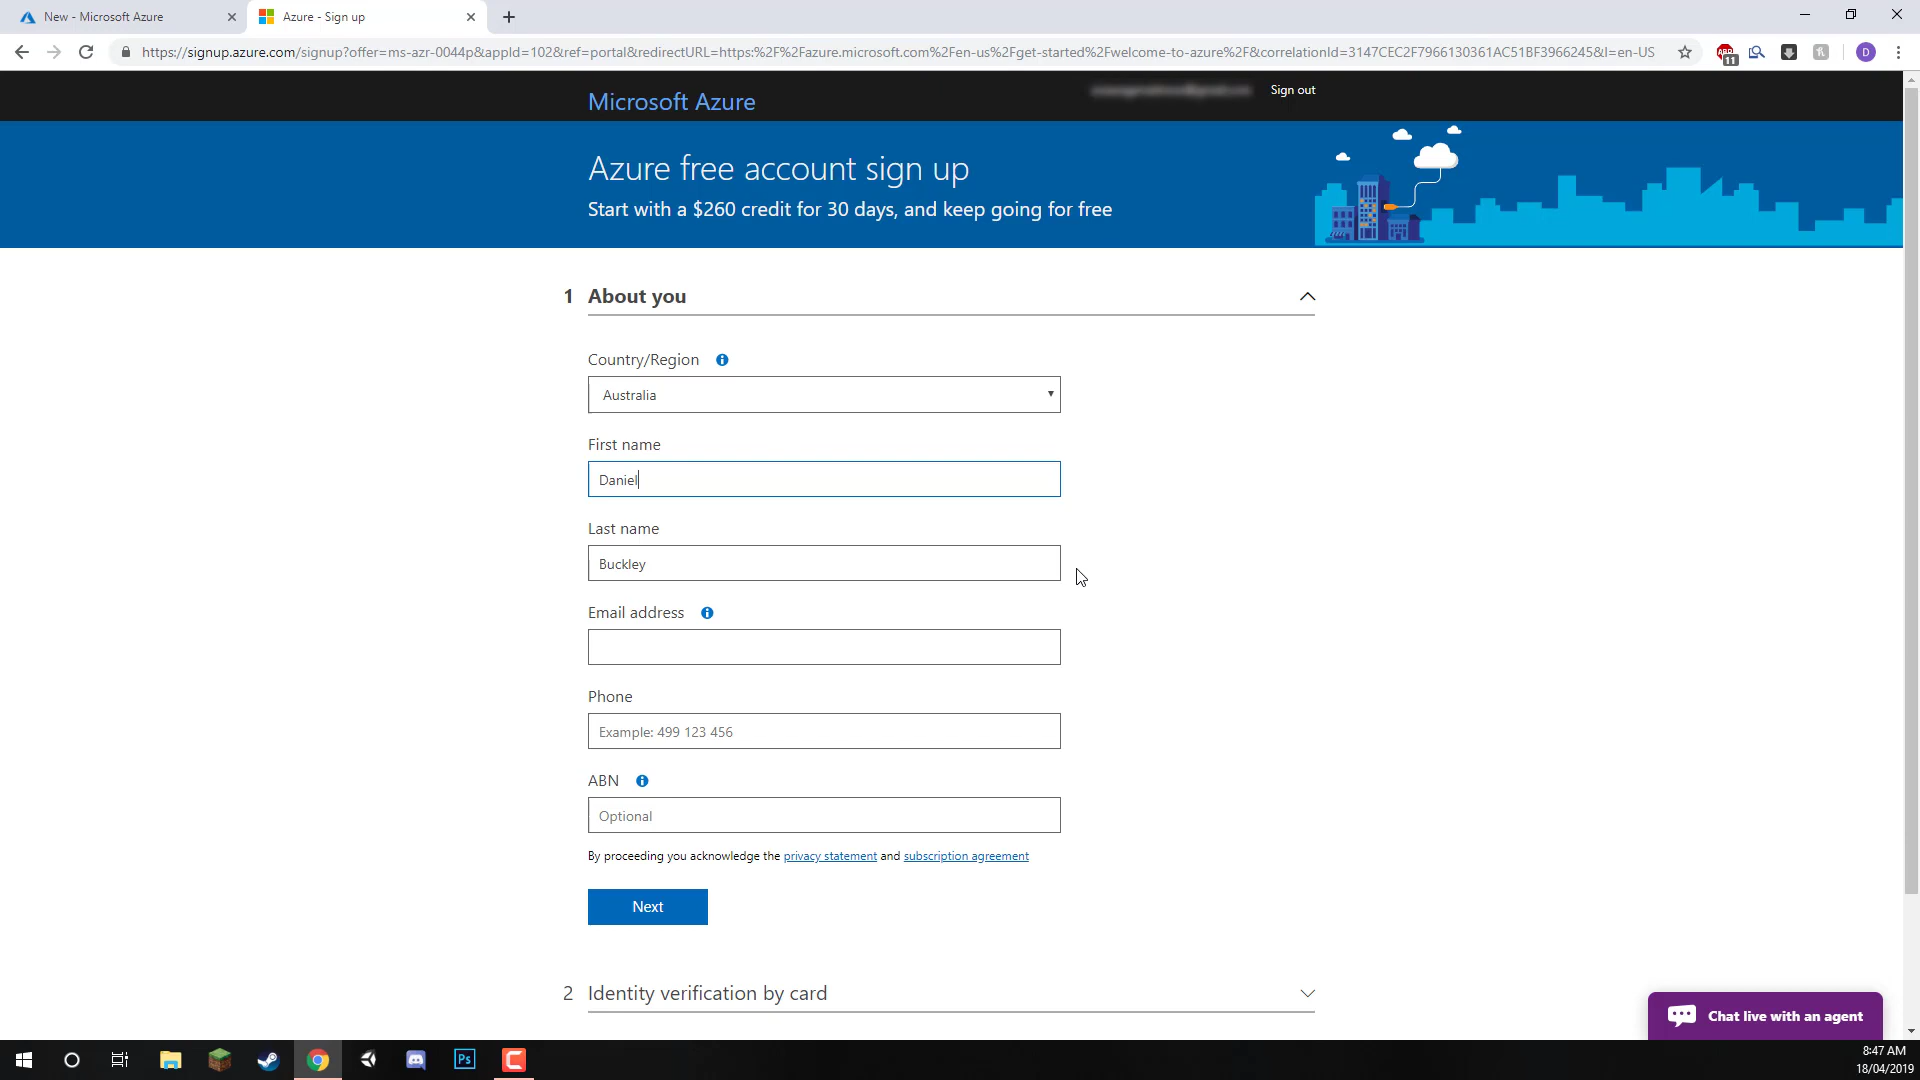 New - Microsoft Azure
Azure - Sign up
https://signup.azure.com/signup?offer=ms-azr-0044p&appId=102&ref=portal&redirectURL=https:%2F%2Fazure.microsoft.com%2Fen-us%2Fget-started%2Fwelcome-to-azure%2F&correlationId=3147CEC2F7966130361AC51BF3966245&l=en-US
ABP
11
D
Microsoft Azure
Sign out
Azure free account sign up
Start with a $260 credit for 30 days, and keep going for free
1 About you
Country/Region
Australia
First name
Daniel
Last name
Buckley
Email address
Phone
Example: 499 123 456
ABN
Optional
By proceeding you acknowledge the privacy statement and subscription agreement
Next
2 Identity verification by card
Chat live with an agent
Ps
8:47 AM
18/04/2019